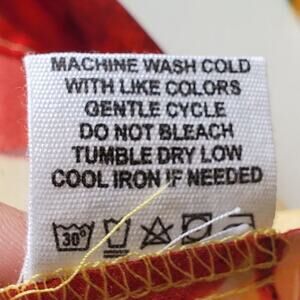 MACHINE WASH COLD
WITH LIKE COLORS
GENTLE CYCLE
DO NOT BLEACH
TUMBLE DRY LOW
COOL IRON IF NEEDED
30°